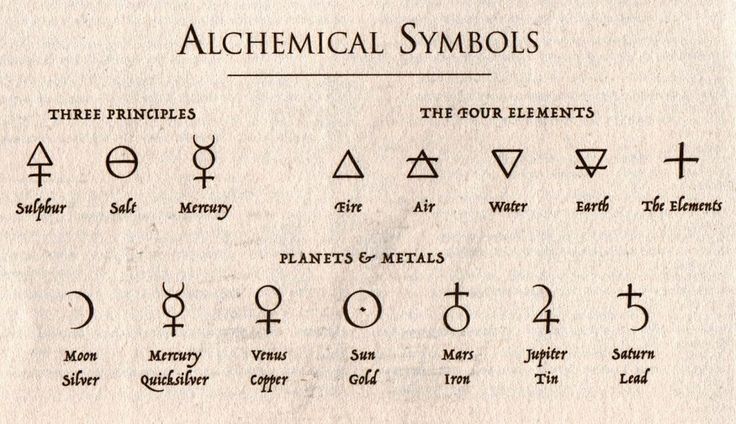 Alchemical Symbols
THREE PRINCIPLES
THE FOUR ELEMENTS
Sulphur Salt Mercury
Fire Air Water Earth The Elements
PLANETS & METALS
Moon Mercury Venus Sun Mars Jupiter Saturn
Silver Quicksilver Copper Gold Iron Tin Lead